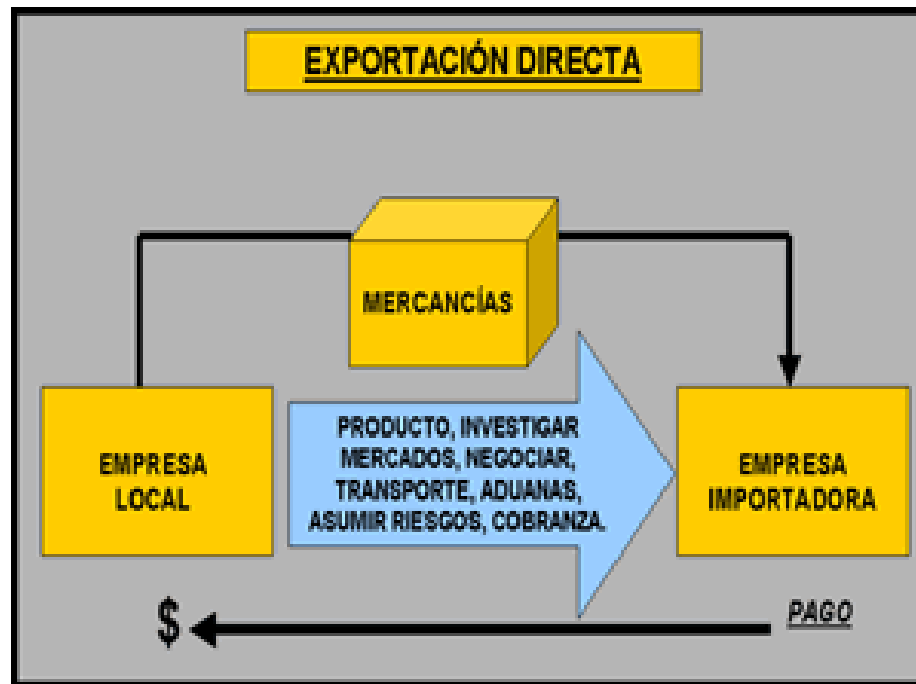 EXPORTACIÓN DIRECTA
MERCANCÍAS
EMPRESA
LOCAL
PRODUCTO, INVESTIGAR
MERCADOS, NEGOCIAR,
TRANSPORTE, ADUANAS,
ASUMIR RIESGOS, COBRANZA.
EMPRESA
IMPORTADORA
$
PAGO